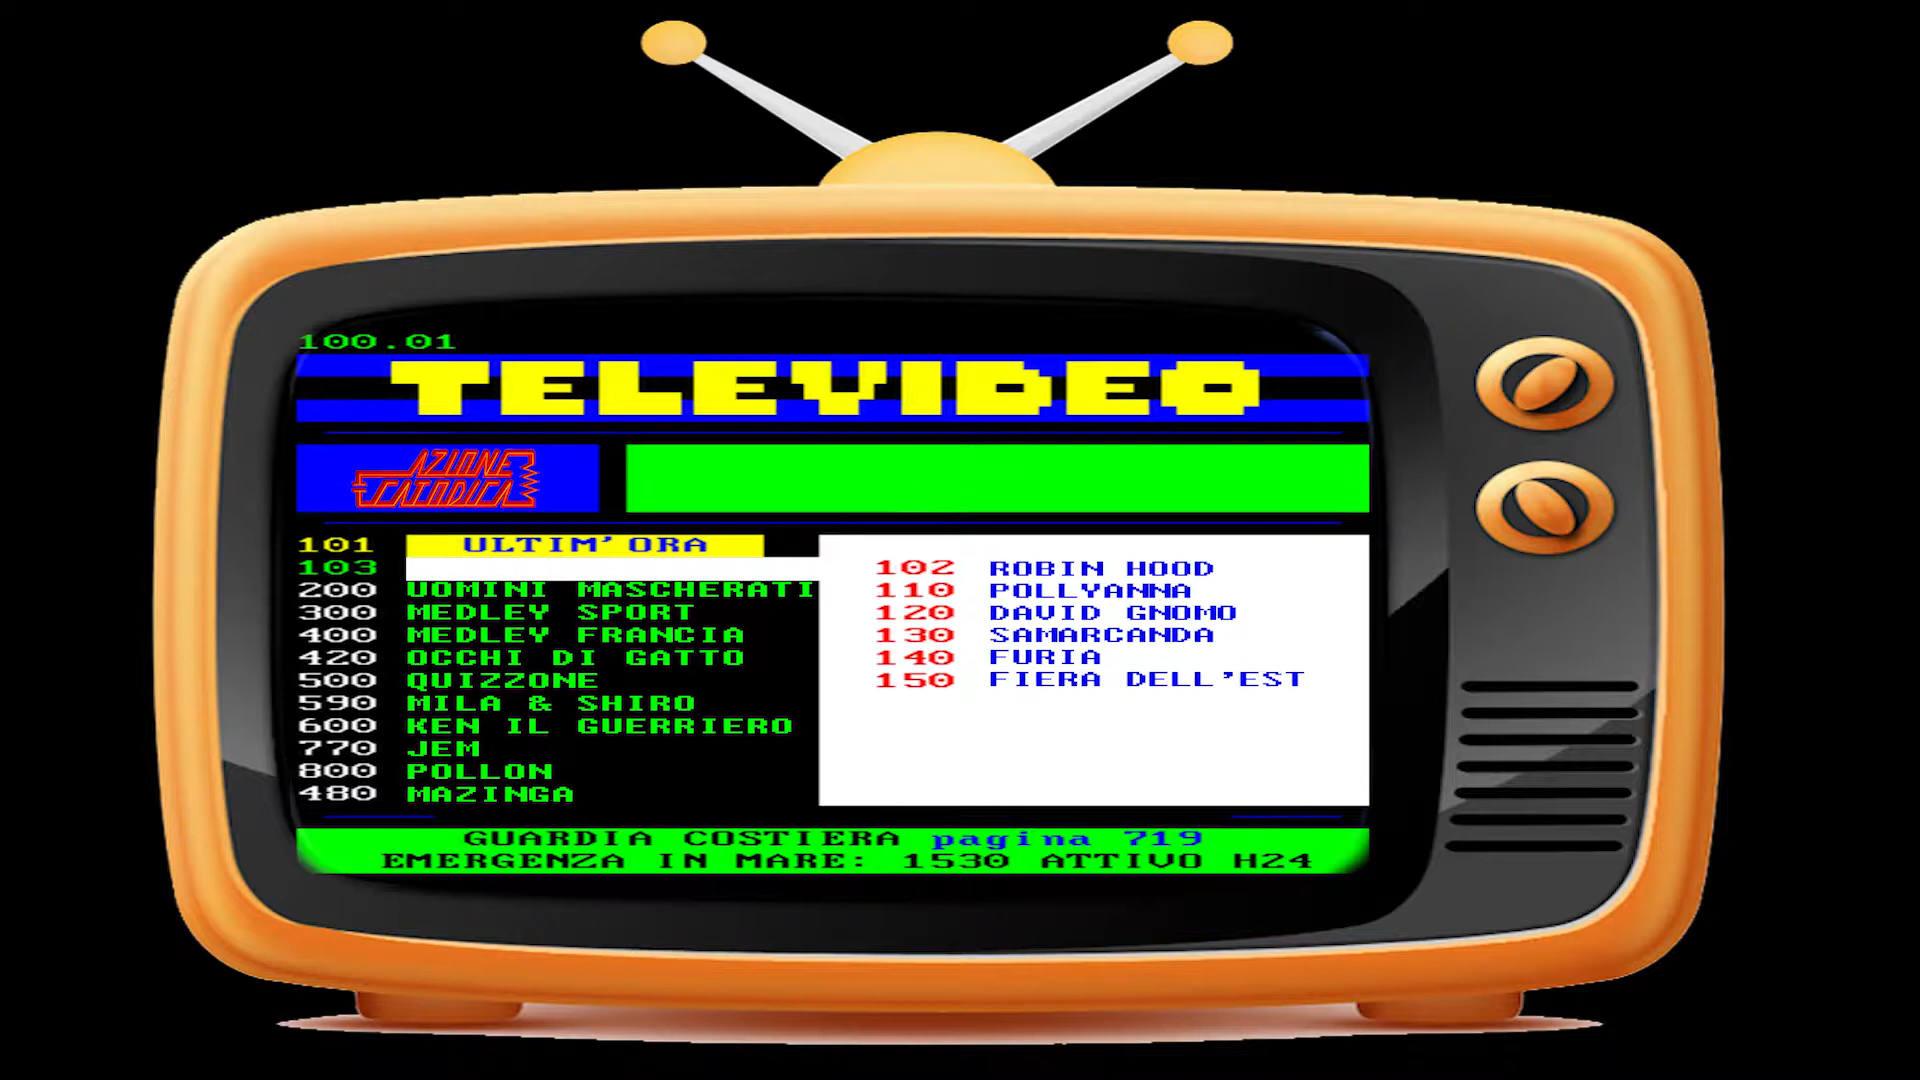 100.01
TELEVIDEO
AZIONE
CATODICA
101 ULTIM'ORA
103
200 UOMINI MASCHERATI
300 MEDLEY SPORT
400 MEDLEY FRANCIA
420 OCCHI DI GATTO
500 QUIZZONE
590 MILA & SHIRO
600 KEN IL GUERRIERO
770 JEM
800 POLLON
480 MAZINGA
102 ROBIN HOOD
110 POLLYANNA
120 DAVID GNOMO
130 SAMARCANDA
140 FURIA
150 FIERA DELL'EST
GUARDIA COSTIERA pagina 719
EMERGENZA IN MARE: 1530 ATTIVO H24